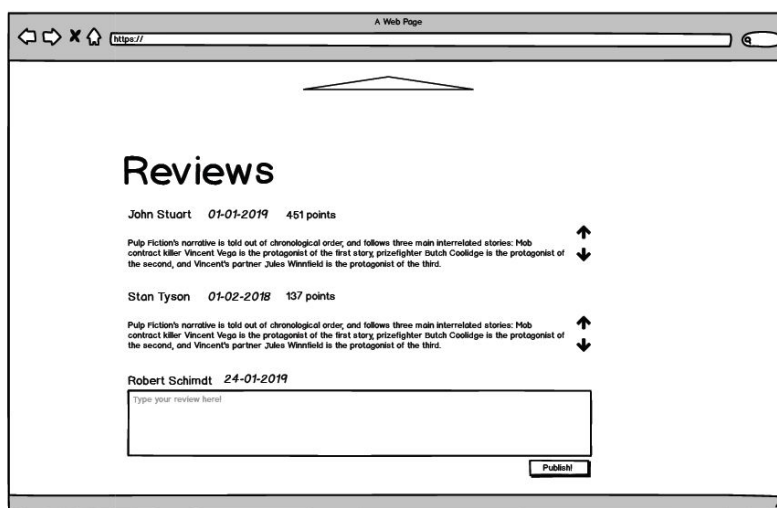 A Web Page
https://
Reviews
John Stuart 01-01-2019 451 points
Pulp Fiction's narrative is told out of chronological order, and follows three main interrelated stories: Mob
contract killer Vincent Vega is the protagonist of the first story, prizefighter Butch Coolidge is the protagonist of
the second, and Vincent's partner Jules Winnfield is the protagonist of the third.
Stan Tyson 01-02-2018 137 points
Pulp Fiction's narrative is told out of chronological order, and follows three main interrelated stories: Mob
contract killer Vincent Vega is the protagonist of the first story, prizefighter Butch Coolidge is the protagonist of
the second, and Vincent's partner Jules Winnfield is the protagonist of the third.
Robert Schimdt 24-01-2019
Type your review here!
Publish!